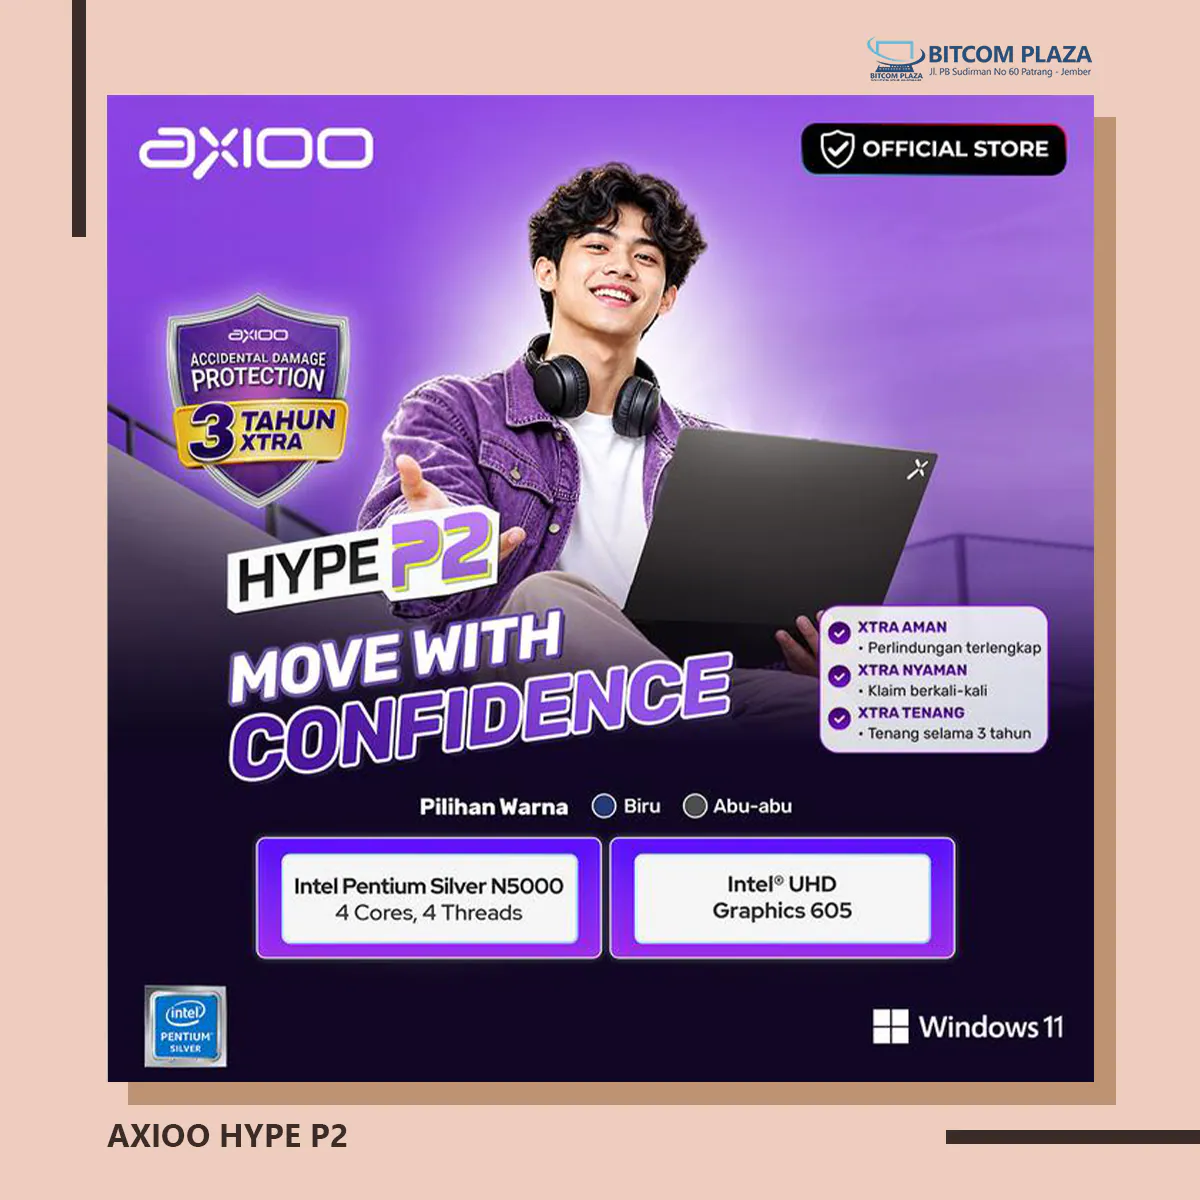 BITCOM PLAZA
Jl. PB Sudirman No 60 Patrang - Jember
BITCOM PLAZA
axioo
OFFICIAL STORE
axioo
ACCIDENTAL DAMAGE
PROTECTION
3 TAHUN
XTRA
HYPE P2
MOVE WITH
CONFIDENCE
XTRA AMAN
• Perlindungan terlengkap
XTRA NYAMAN
• Klaim berkali-kali
XTRA TENANG
• Tenang selama 3 tahun
Pilihan Warna Biru Abu-abu
Intel Pentium Silver N5000
4 Cores, 4 Threads
Intel® UHD
Graphics 605
intel
PENTIUM
SILVER
Windows 11
AXIOO HYPE P2